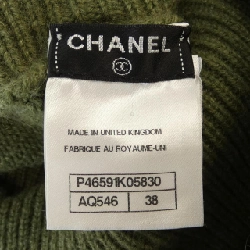 CHANEL
MADE IN UNITED KINGDOM
FABRIQUE AU ROYAUME-UNI
P46591K05830
AQ546 38